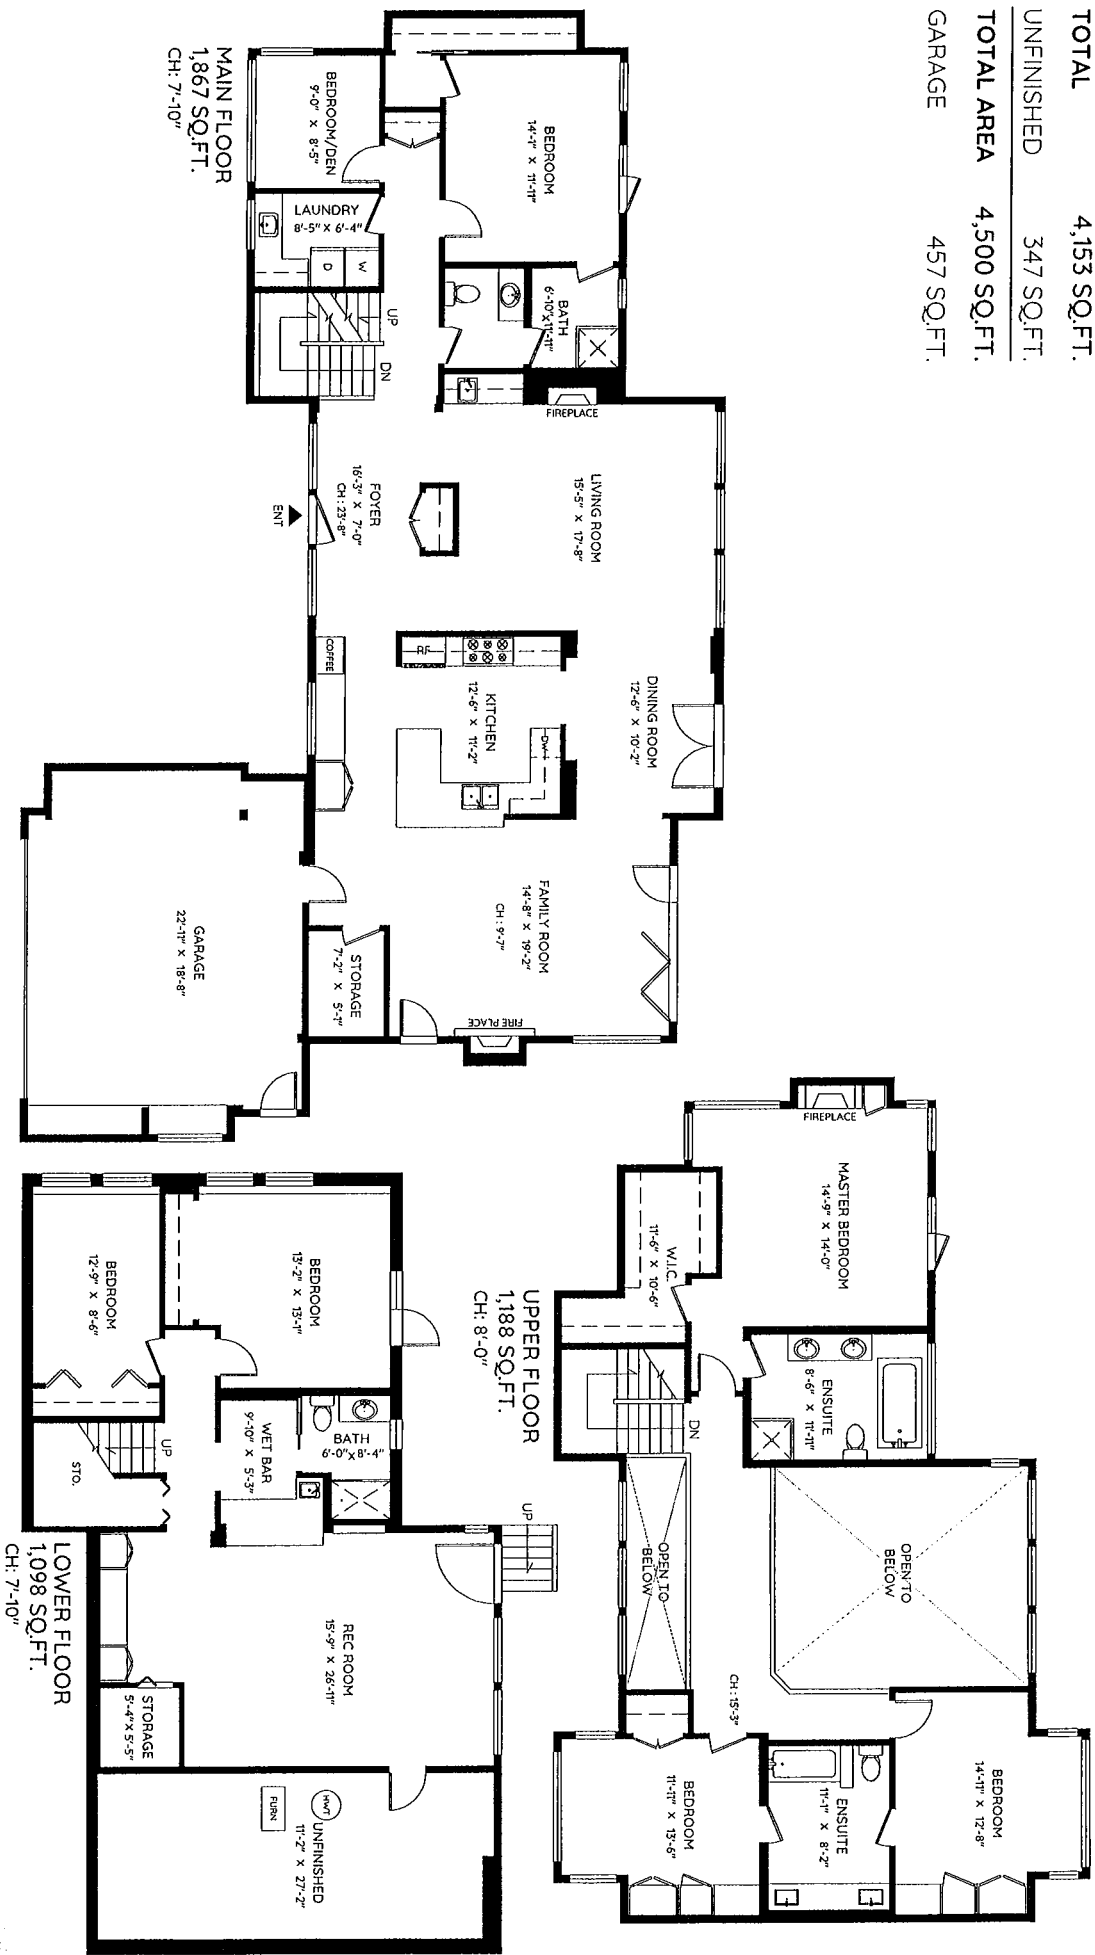 TOTAL 4,153 SQ.FT.
UNFINISHED 347 SQ.FT.
TOTAL AREA 4,500 SQ.FT.
GARAGE 457 SQ.FT.
BEDROOM
14'-1" X 11'-11"
BEDROOM/DEN
9'-0" X 8'-5"
MAIN FLOOR
1,867 SQ.FT.
CH: 7'-10"
LAUNDRY
8'-5" X 6'-4"
D
W
UP
DN
BATH
6'-10"X11'-11"
FIREPLACE
LIVING ROOM
15'-5" X 17'-8"
FOYER
16'-3" X 7'-0"
CH : 23'-8"
ENT
DINING ROOM
12'-6" X 10'-2"
KITCHEN
12'-6" X 11'-2"
RF
DW
COFFEE
FAMILY ROOM
14'-8" X 19'-2"
CH : 9'-7"
FIRE PLACE
STORAGE
7'-2" X 5'-1"
GARAGE
22'-11" X 18'-8"
FIREPLACE
MASTER BEDROOM
14'-9" X 14'-0"
W.I.C.
11'-6" X 10'-6"
UPPER FLOOR
1,188 SQ.FT.
CH: 8'-0"
ENSUITE
8'-6" X 11'-11"
DN
OPEN TO
BELOW
OPEN TO
BELOW
CH : 15'-3"
BEDROOM
14'-11" X 12'-8"
ENSUITE
11'-1" X 8'-2"
BEDROOM
11'-11" X 13'-6"
BEDROOM
13'-2" X 13'-1"
BEDROOM
12'-9" X 8'-6"
BATH
6'-0"X 8'-4"
WET BAR
9'-10" X 5'-3"
UP
STO.
UP
LOWER FLOOR
1,098 SQ.FT.
CH: 7'-10"
REC ROOM
15'-9" X 26'-11"
STORAGE
5'-4" X 5'-5"
UNFINISHED
11'-2" X 27'-2"
HWT
FURN